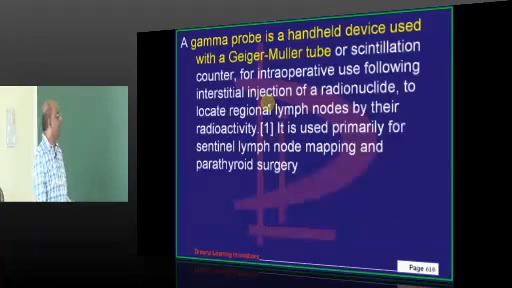 A gamma probe is a handheld device used
with a Geiger-Muller tube or scintillation
counter, for intraoperative use following
interstitial injection of a radionuclide, to
locate regional lymph nodes by their
radioactivity.[1] It is used primarily for
sentinel lymph node mapping and
parathyroid surgery
Learning
Page 610